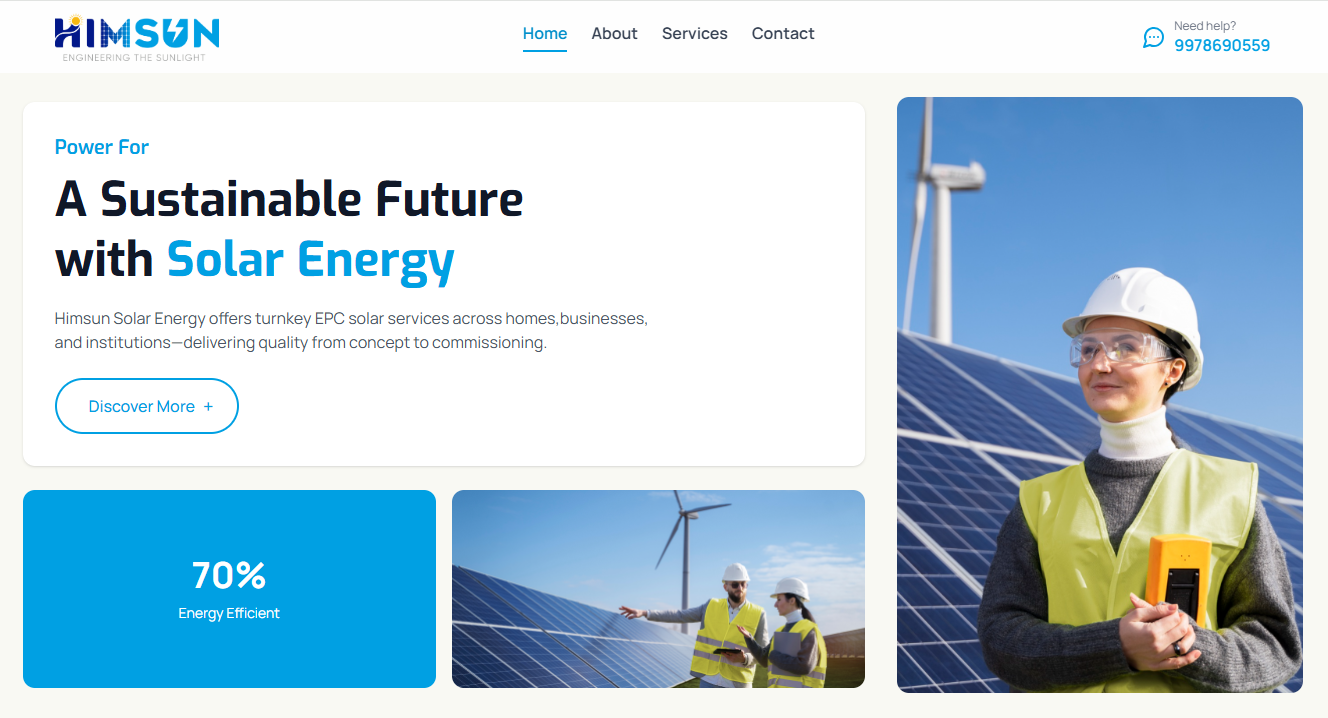 HIMSUN
ENGINEERING THE SUNLIGHT
Home About Services Contact
Need help?
9978690559
Power For
A Sustainable Future
with Solar Energy
Himsun Solar Energy offers turnkey EPC solar services across homes,businesses,
and institutions—delivering quality from concept to commissioning.
Discover More +
70%
Energy Efficient